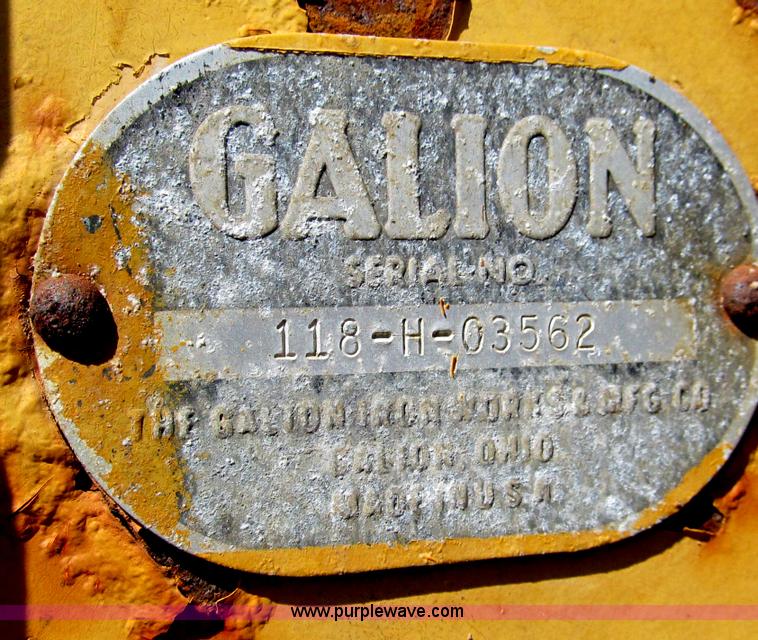 GALION
SERIAL NO.
118-H-03562
THE GALION IRON WORKS & MFG. CO
GALION, OHIO
MADE IN U.S.A.
www.purplewave.com